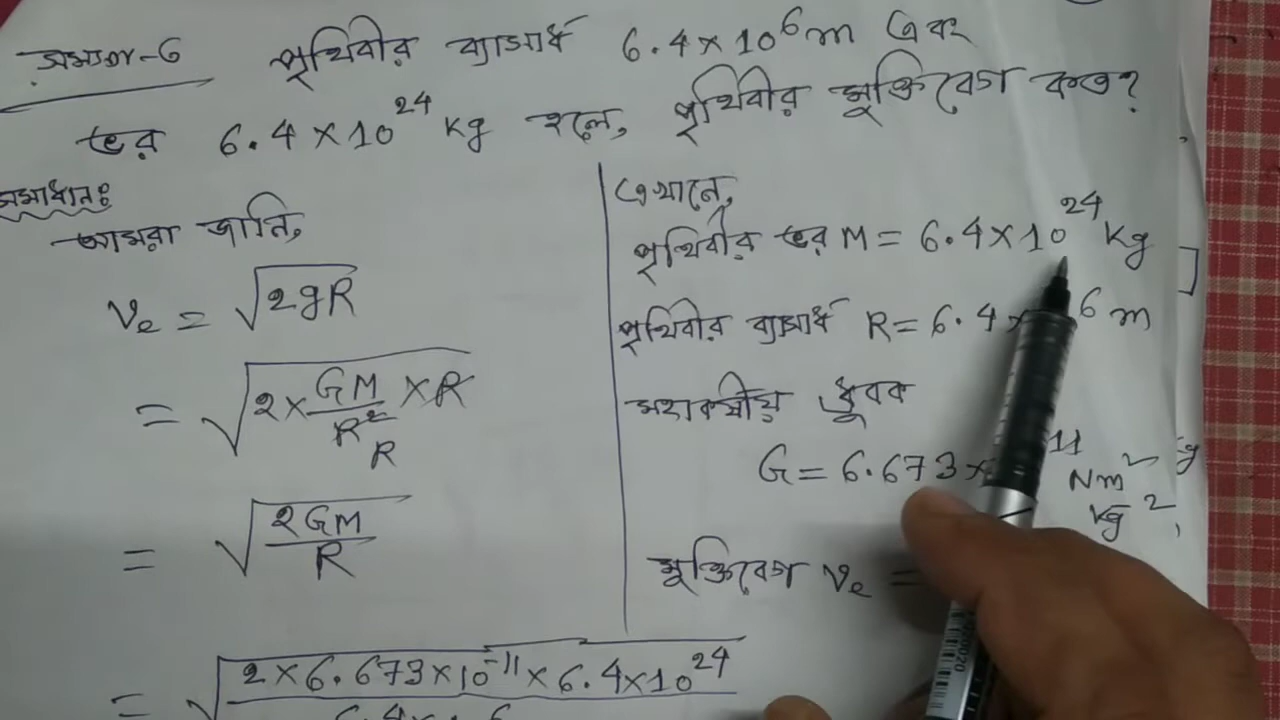 সমস্যা-6 পৃথিবীর ব্যাসার্ধ 6.4×10⁶m এবং
ভর 6.4×10²⁴ kg হলে, পৃথিবীর মুক্তিবেগ কত?
সমাধানঃ
আমরা জানি,
Vₑ = √2gR
= √2×GM/R²×R
R
= √2GM/R
= √2×6.673×10⁻¹¹×6.4×10²⁴
এখানে,
পৃথিবীর ভর M = 6.4×10²⁴ kg
পৃথিবীর ব্যাসার্ধ R = 6.4× 6 m
মহাকর্ষীয় ধ্রুবক
G = 6.673× 11 Nm²
kg²,
মুক্তিবেগ Vₑ =